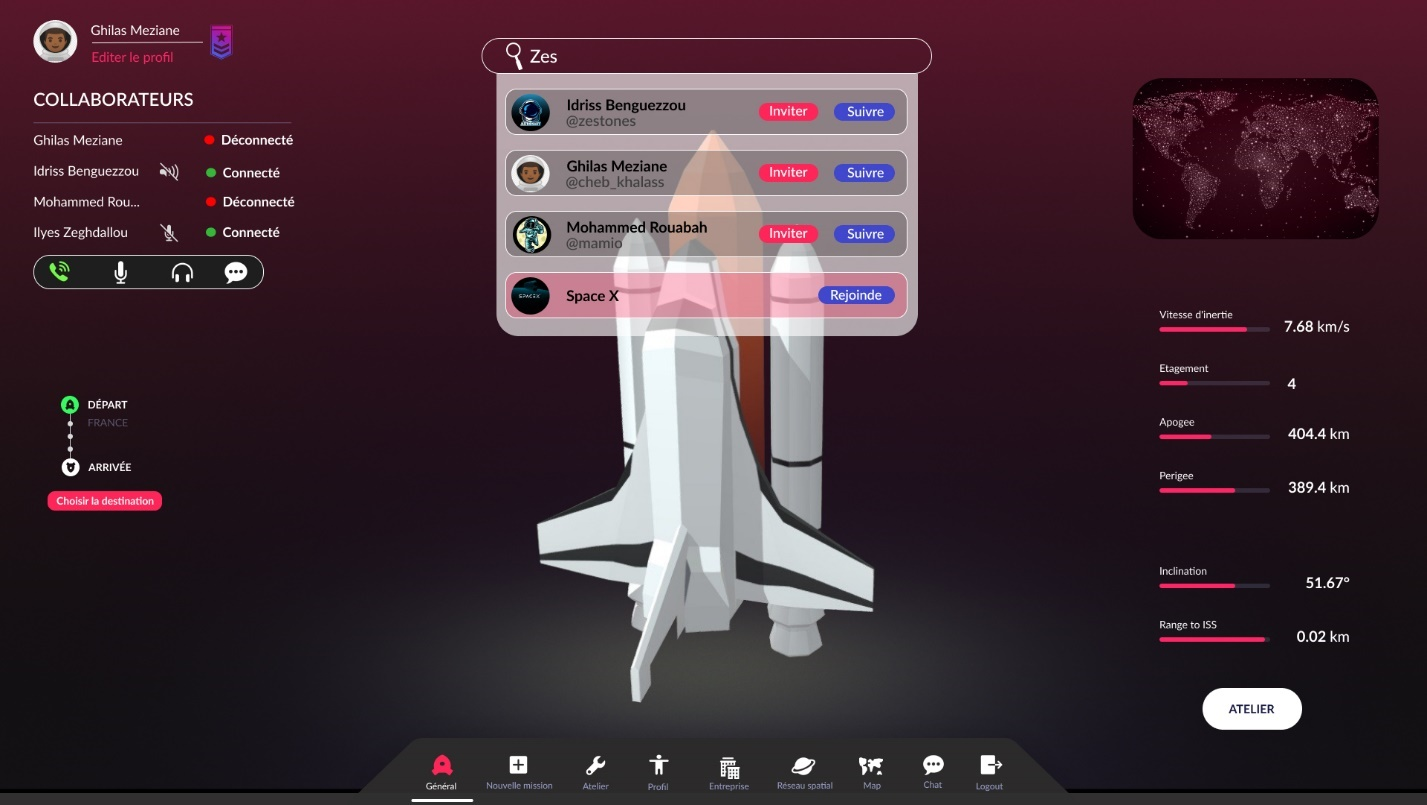 Ghilas Meziane
Editer le profil
COLLABORATEURS
Ghilas Meziane Déconnecté
Idriss Benguezzou Connecté
Mohammed Rou... Déconnecté
Ilyes Zeghdallou Connecté
DÉPART
FRANCE
ARRIVÉE
Choisir la destination
Zes
Idriss Benguezzou
@zestones
Inviter Suivre
Ghilas Meziane
@cheb_khalass
Inviter Suivre
Mohammed Rouabah
@mamio
Inviter Suivre
SPACEX
Space X
Rejoinde
Vitesse d'inertie
7.68 km/s
Etagement
4
Apogee
404.4 km
Perigee
389.4 km
Inclination
51.67°
Range to ISS
0.02 km
ATELIER
Général
Nouvelle mission
Atelier
Profil
Entreprise
Réseau spatial
Map
Chat
Logout